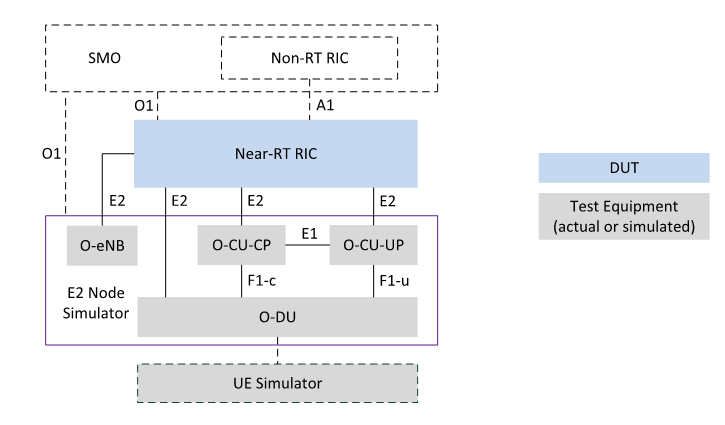 SMO
Non-RT RIC
O1
A1
O1
Near-RT RIC
DUT
E2
E2
E2
E2
Test Equipment
(actual or simulated)
O-eNB
O-CU-CP
E1
O-CU-UP
F1-c
F1-u
E2 Node
Simulator
O-DU
UE Simulator